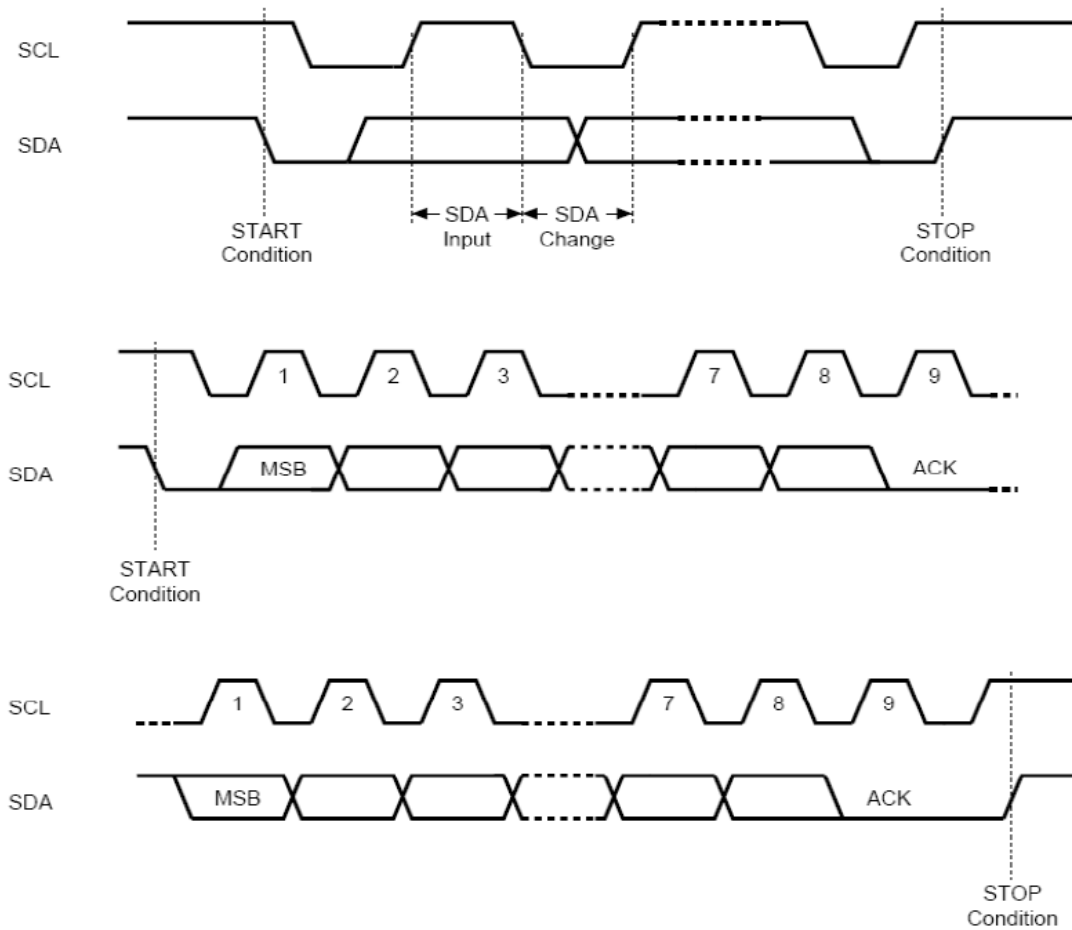 SCL
SDA
SDA
Input
SDA
Change
START
Condition
STOP
Condition
SCL
1 2 3 7 8 9
SDA
MSB ACK
START
Condition
SCL
1 2 3 7 8 9
SDA
MSB ACK
STOP
Condition